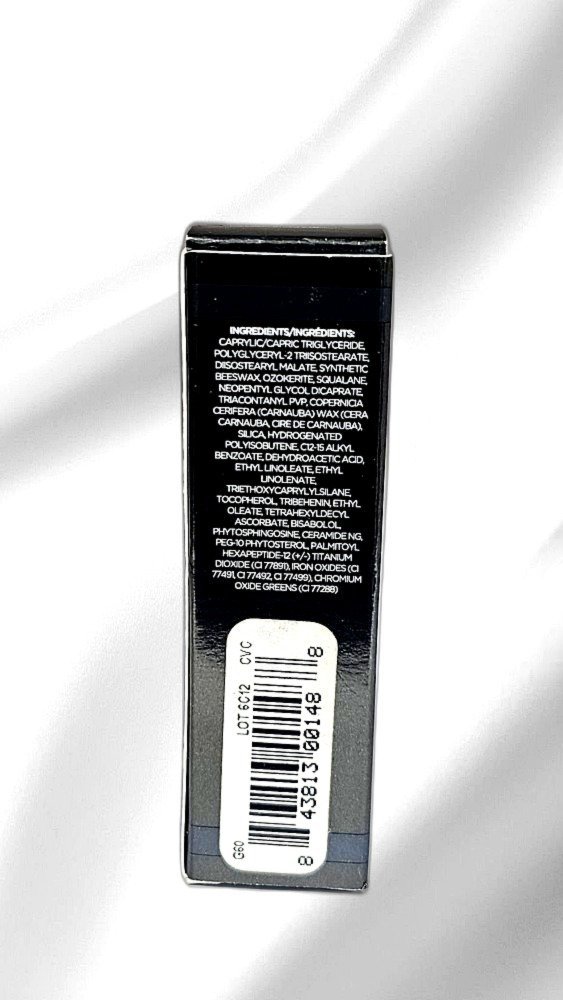 INGREDIENTS/INGRÉDIENTS:
CAPRYLIC/CAPRIC TRIGLYCERIDE,
POLYGLYCERYL-2 TRIISOSTEARATE,
DIISOSTEARYL MALATE, SYNTHETIC
BEESWAX, OZOKERITE, SQUALANE,
NEOPENTYL GLYCOL DICAPRATE,
TRIACONTANYL PVP, COPERNICIA
CERIFERA (CARNAUBA) WAX (CERA
CARNAUBA, CIRE DE CARNAUBA),
SILICA, HYDROGENATED
POLYISOBUTENE, C12-15 ALKYL
BENZOATE, DEHYDROACETIC ACID,
ETHYL LINOLEATE, ETHYL
LINOLENATE,
TRIETHOXYCAPRYLYLSILANE,
TOCOPHEROL, TRIBEHENIN, ETHYL
OLEATE, TETRAHEXYLDECYL
ASCORBATE, BISABOLOL,
PHYTOSPHINGOSINE, CERAMIDE NG,
PEG-10 PHYTOSTEROL, PALMITOYL
HEXAPEPTIDE-12 (+/-) TITANIUM
DIOXIDE (CI 77891), IRON OXIDES (CI
77491, CI 77492, CI 77499), CHROMIUM
OXIDE GREENS (CI 77288)
G60 LOT 6C12 CVC
8 43813 00148 8